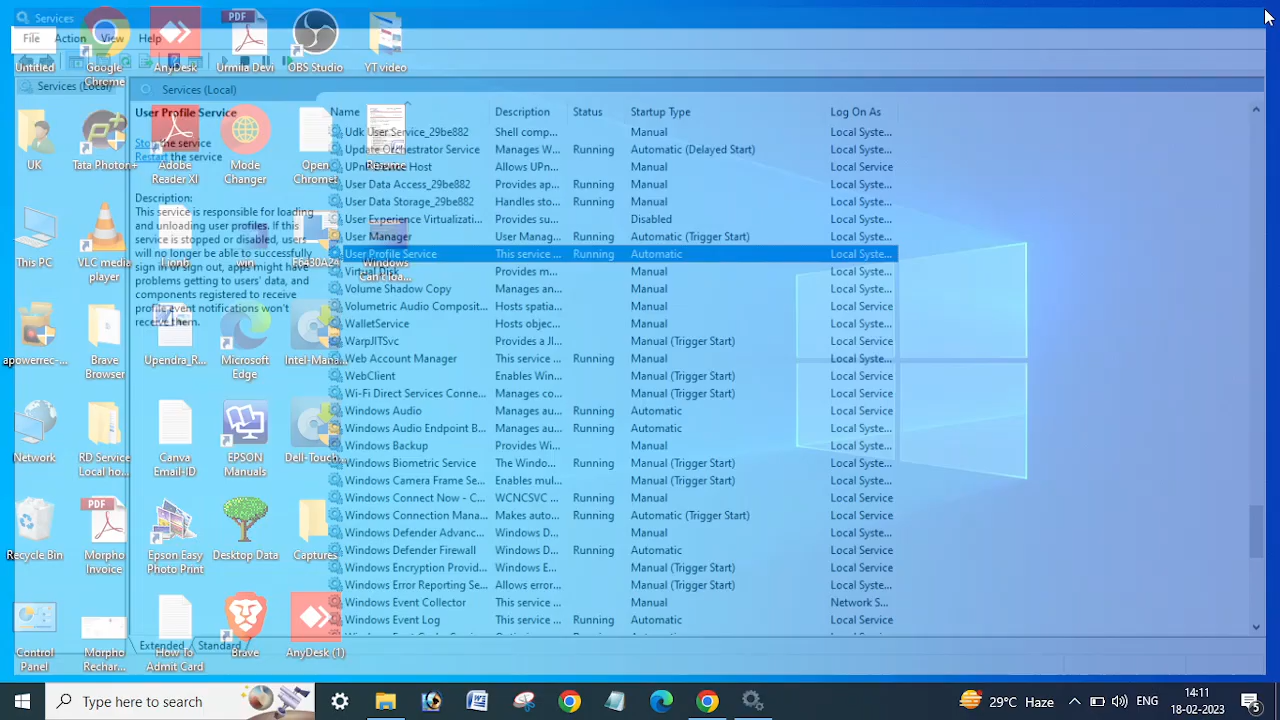 Services
File Action View Help
Services (Local)
Services (Local)
User Profile Service
Stop the service
Restart the service
Description:
This service is responsible for loading
and unloading user profiles. If this
service is stopped or disabled, users
will no longer be able to successfully
sign in or sign out, apps might have
problems getting to users' data, and
components registered to receive
profile event notifications won't
receive them.
Name Description Status Startup Type Log On As
Udk User Service_29be882 Shell comp... Manual Local Syste...
Update Orchestrator Service Manages W... Running Automatic (Delayed Start) Local Syste...
UPnP Device Host Allows UPn... Manual Local Service
User Data Access_29be882 Provides ap... Running Manual Local Syste...
User Data Storage_29be882 Handles sto... Running Manual Local Syste...
User Experience Virtualizati... Provides su... Disabled Local Syste...
User Manager User Manag... Running Automatic (Trigger Start) Local Syste...
User Profile Service This service ... Running Automatic Local Syste...
Virtual Disk Provides m... Manual Local Syste...
Volume Shadow Copy Manages an... Manual Local Syste...
Volumetric Audio Composit... Hosts spatia... Manual Local Service
WalletService Hosts objec... Manual Local Syste...
WarpJITSvc Provides a JI... Manual (Trigger Start) Local Service
Web Account Manager This service ... Running Manual Local Syste...
WebClient Enables Win... Manual (Trigger Start) Local Service
Wi-Fi Direct Services Conne... Manages co... Manual (Trigger Start) Local Service
Windows Audio Manages au... Running Automatic Local Service
Windows Audio Endpoint B... Manages au... Running Automatic Local Syste...
Windows Backup Provides Wi... Manual Local Syste...
Windows Biometric Service The Windo... Running Manual (Trigger Start) Local Syste...
Windows Camera Frame Se... Enables mul... Manual (Trigger Start) Local Syste...
Windows Connect Now - C... WCNCSVC ... Running Manual Local Service
Windows Connection Mana... Makes auto... Running Automatic (Trigger Start) Local Service
Windows Defender Advanc... Windows D... Manual Local Syste...
Windows Defender Firewall Windows D... Running Automatic Local Service
Windows Encryption Provid... Windows E... Manual (Trigger Start) Local Service
Windows Error Reporting Se... Allows error... Manual (Trigger Start) Local Syste...
Windows Event Collector This service ... Manual Network S...
Windows Event Log This service ... Running Automatic Local Service
Extended Standard
Untitled Google Chrome AnyDesk Urmila Devi OBS Studio YT video
PDF
UK Tata Photon+ Adobe Reader XI Mode Changer Open Chrome Resume
This PC VLC media player win F6430A2 Windows Can't loa...
apowerrec-... Brave Browser Upendra_R... Microsoft Edge Intel-Mana...
Network RD Service Local ho... Canva Email-ID EPSON Manuals Dell-Touch...
PDF
Recycle Bin Morpho Invoice Epson Easy Photo Print Desktop Data Captures
Control Panel Morpho Rechar... How To Admit Card Brave AnyDesk (1)
Type here to search
29°C Haze ENG 14:11
18-02-2023 5